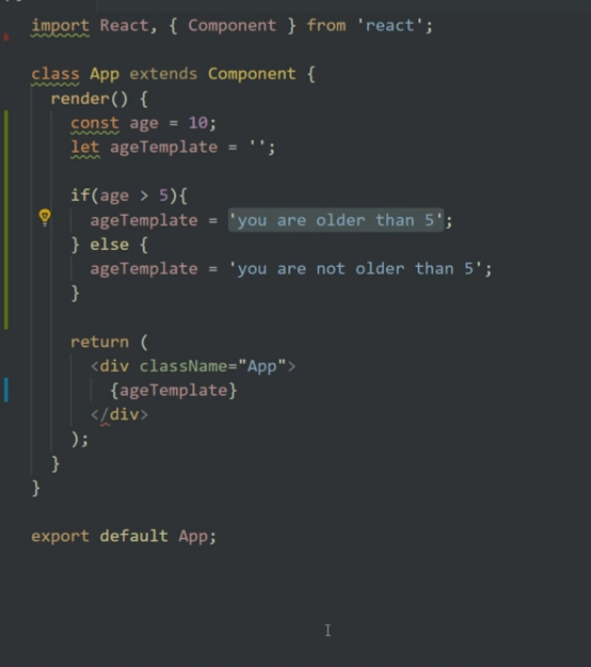 import React, { Component } from 'react';
class App extends Component {
render() {
const age = 10;
let ageTemplate = '';
if(age > 5){
ageTemplate = 'you are older than 5';
} else {
ageTemplate = 'you are not older than 5';
}
return (
<div className="App">
{ageTemplate}
</div>
);
}
}
export default App;